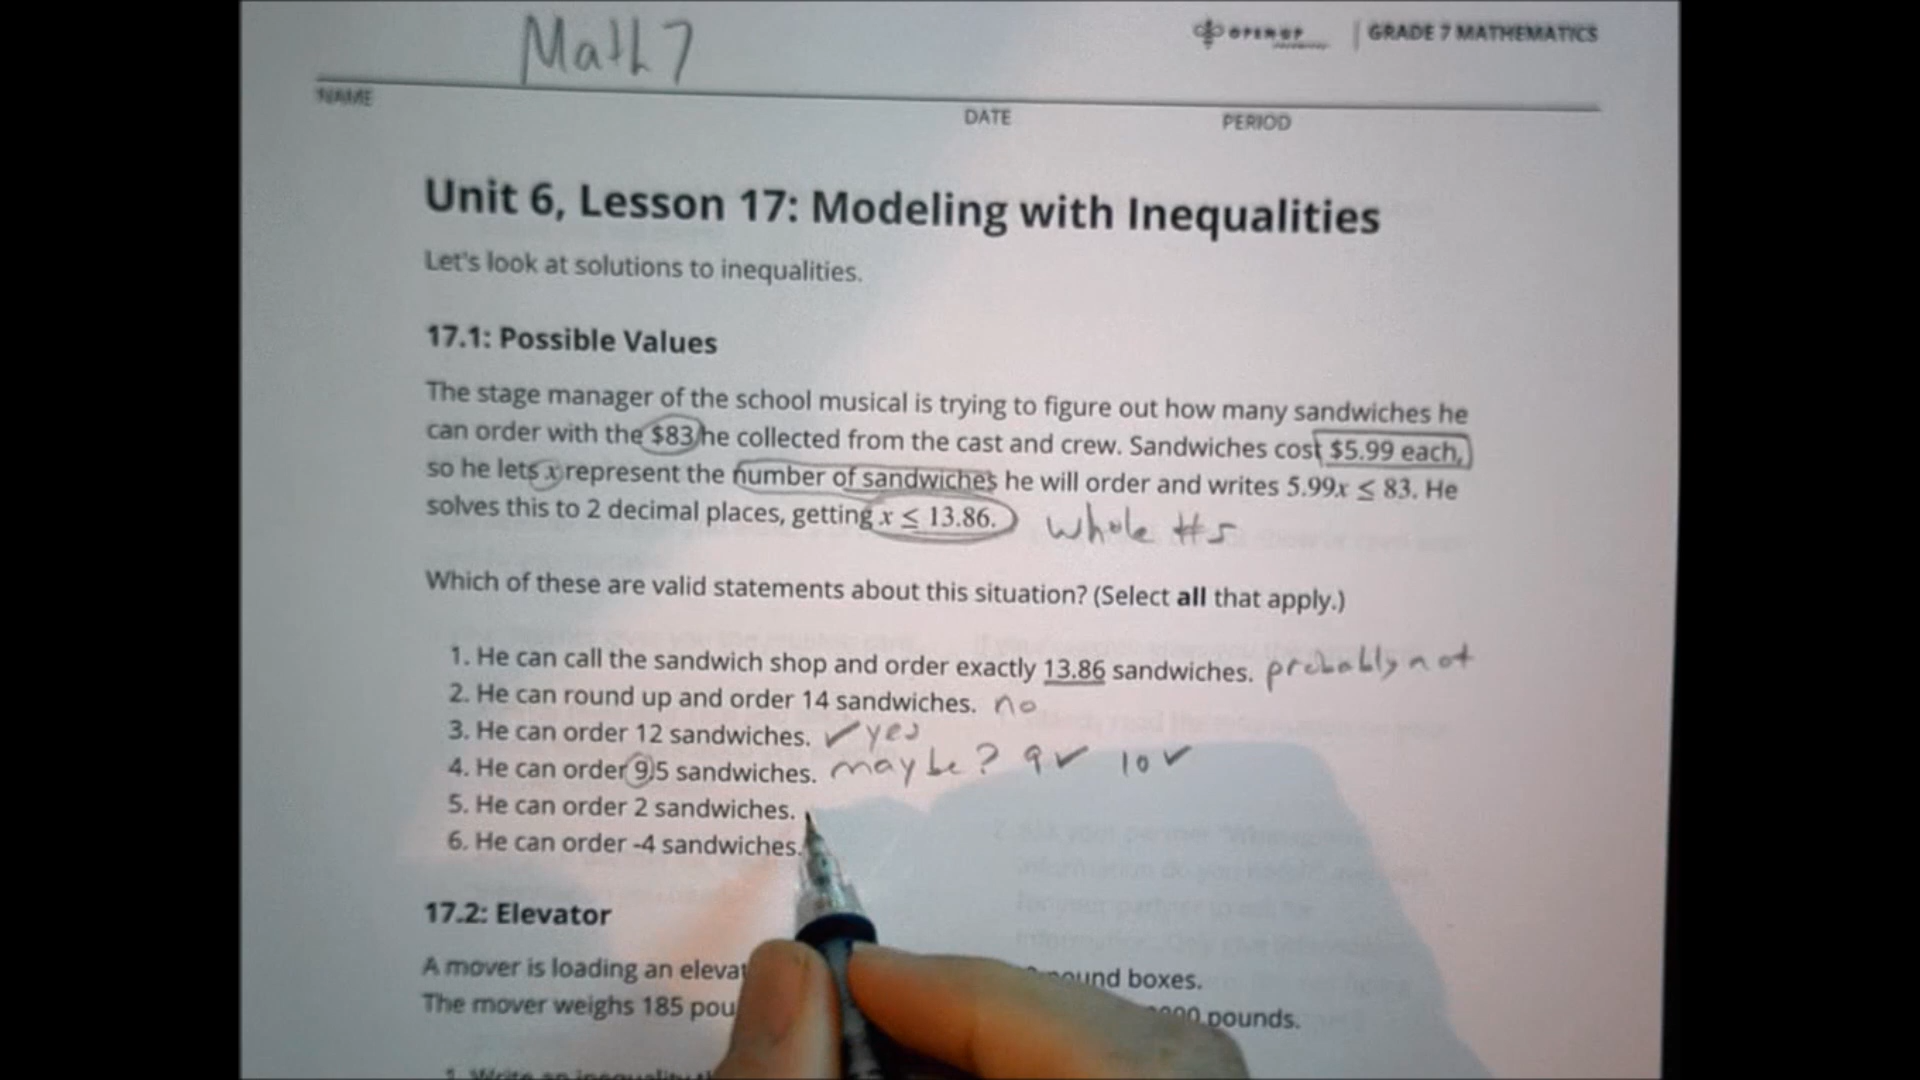 Math 7
OPENUP | GRADE 7 MATHEMATICS
NAME
DATE
PERIOD
Unit 6, Lesson 17: Modeling with Inequalities
Let's look at solutions to inequalities.
17.1: Possible Values
The stage manager of the school musical is trying to figure out how many sandwiches he
can order with the $83 he collected from the cast and crew. Sandwiches cost $5.99 each,
so he lets x represent the number of sandwiches he will order and writes 5.99x ≤ 83. He
solves this to 2 decimal places, getting x ≤ 13.86. whole #s
Which of these are valid statements about this situation? (Select all that apply.)
1. He can call the sandwich shop and order exactly 13.86 sandwiches. probably not
2. He can round up and order 14 sandwiches. no
3. He can order 12 sandwiches. ✓ yes
4. He can order 9.5 sandwiches. maybe? 9 ✓ 10 ✓
5. He can order 2 sandwiches.
6. He can order -4 sandwiches.
17.2: Elevator
A mover is loading an boxes.
The mover weighs 185 pounds.